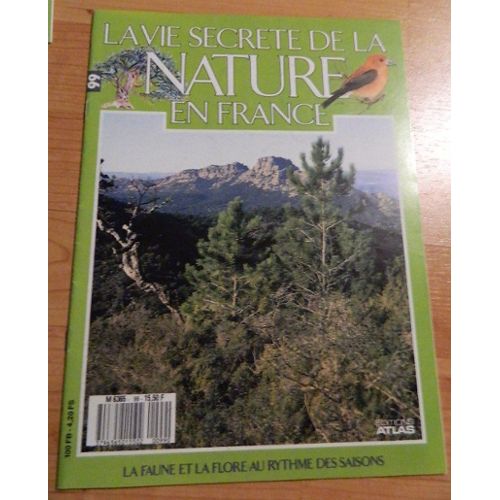 LA VIE SECRETE DE LA
NATURE
EN FRANCE
99
M 6365 - 99 - 15,50 F
100 FB - 4,20 FS
EDITIONS
ATLAS
LA FAUNE ET LA FLORE AU RYTHME DES SAISONS